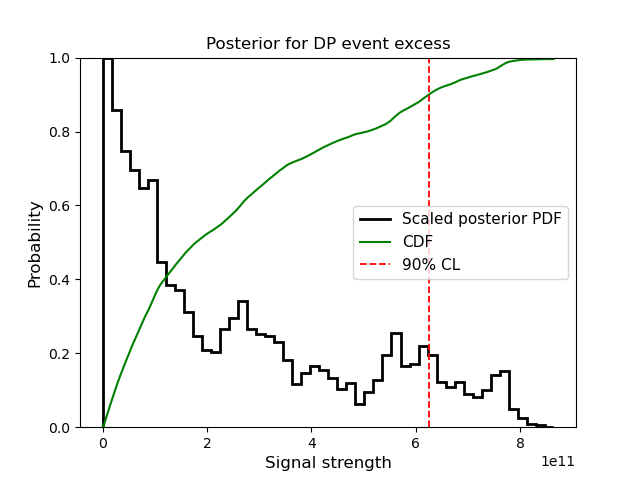 Posterior for DP event excess
1.0
0.8
0.6
0.4
0.2
0.0
Probability
Scaled posterior PDF
CDF
90% CL
0 2 4 6 8
1e11
Signal strength